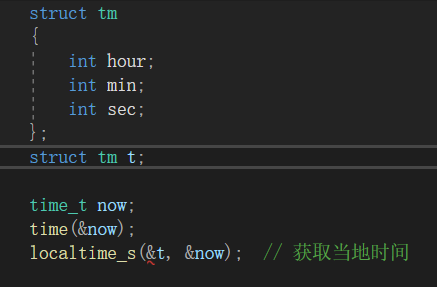 struct tm
{
int hour;
int min;
int sec;
};
struct tm t;
time_t now;
time(&now);
localtime_s(&t, &now); // 获取当地时间